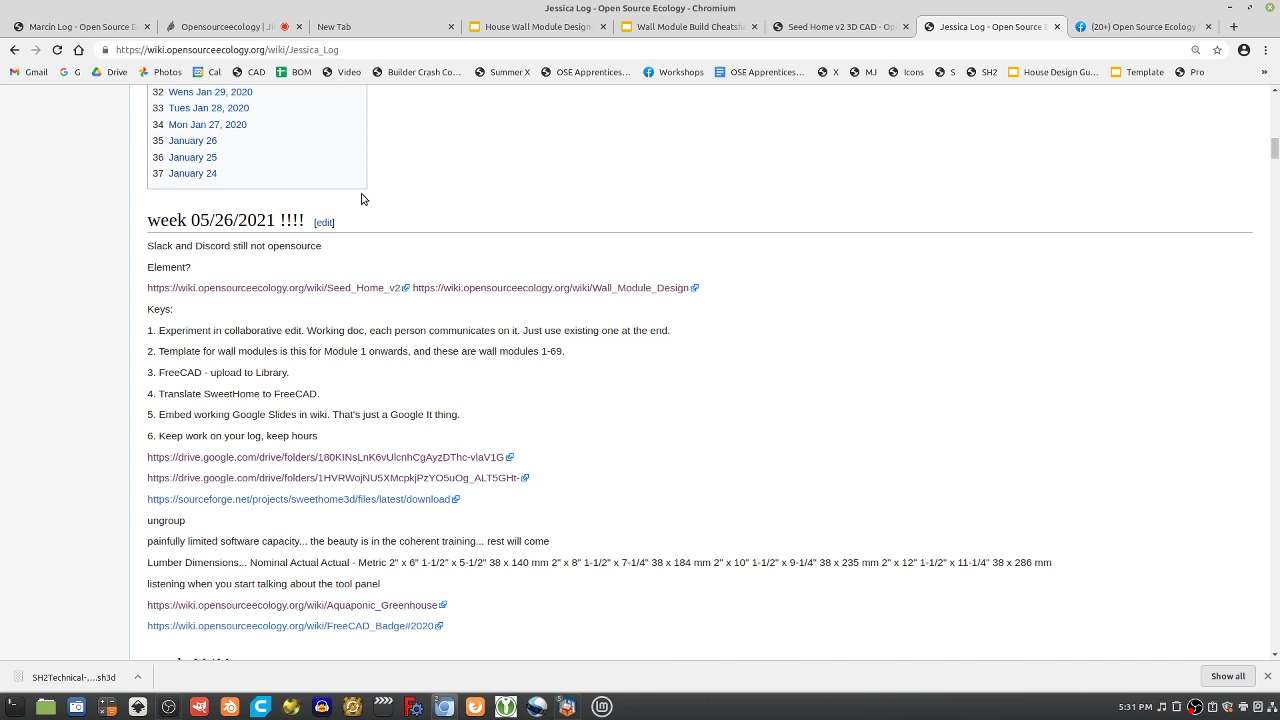 Jessica Log - Open Source Ecology - Chromium
Marcin Log - Open Source E
Opensourceecology | Jit
New Tab
House Wall Module Design
Wall Module Build Cheatsh
Seed Home v2 3D CAD - Op
Jessica Log - Open Source E
(20+) Open Source Ecology
https://wiki.opensourceecology.org/wiki/Jessica_Log
Gmail G Drive Photos Cal CAD BOM Video Builder Crash Co... Summer X OSE Apprentices... Workshops OSE Apprentices... X MJ Icons S SH2 House Design Gu... Template Pro »
32 Wens Jan 29, 2020
33 Tues Jan 28, 2020
34 Mon Jan 27, 2020
35 January 26
36 January 25
37 January 24
week 05/26/2021 !!!! [edit]
Slack and Discord still not opensource
Element?
https://wiki.opensourceecology.org/wiki/Seed_Home_v2 https://wiki.opensourceecology.org/wiki/Wall_Module_Design
Keys:
1. Experiment in collaborative edit. Working doc, each person communicates on it. Just use existing one at the end.
2. Template for wall modules is this for Module 1 onwards, and these are wall modules 1-69.
3. FreeCAD - upload to Library.
4. Translate SweetHome to FreeCAD.
5. Embed working Google Slides in wiki. That's just a Google It thing.
6. Keep work on your log, keep hours
https://drive.google.com/drive/folders/180KINsLnK6vUlcnhCgAyzDThc-vlaV1G
https://drive.google.com/drive/folders/1HVRWojNU5XMcpkjPzYO5uOg_ALT5GHt-
https://sourceforge.net/projects/sweethome3d/files/latest/download
ungroup
painfully limited software capacity... the beauty is in the coherent training... rest will come
Lumber Dimensions... Nominal Actual Actual - Metric 2" x 6" 1-1/2" x 5-1/2" 38 x 140 mm 2" x 8" 1-1/2" x 7-1/4" 38 x 184 mm 2" x 10" 1-1/2" x 9-1/4" 38 x 235 mm 2" x 12" 1-1/2" x 11-1/4" 38 x 286 mm
listening when you start talking about the tool panel
https://wiki.opensourceecology.org/wiki/Aquaponic_Greenhouse
https://wiki.opensourceecology.org/wiki/FreeCAD_Badge#2020
SH2Technical-....sh3d
Show all
5:31 PM